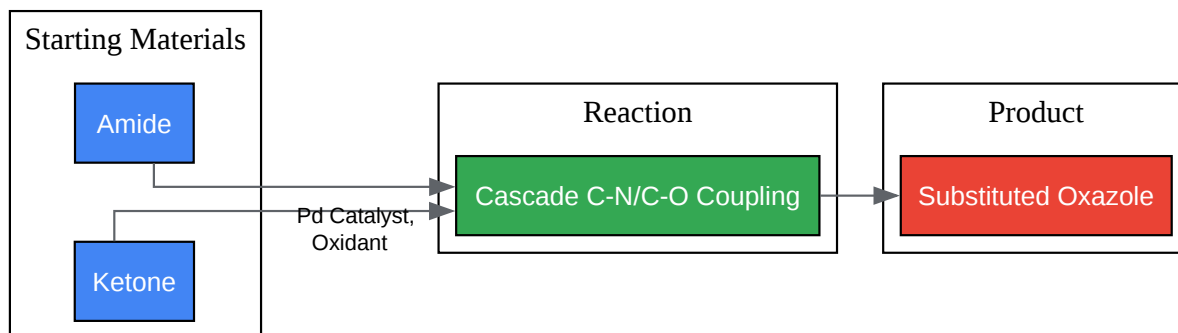 Starting Materials
Amide
Ketone
Pd Catalyst,
Oxidant
Reaction
Cascade C-N/C-O Coupling
Product
Substituted Oxazole